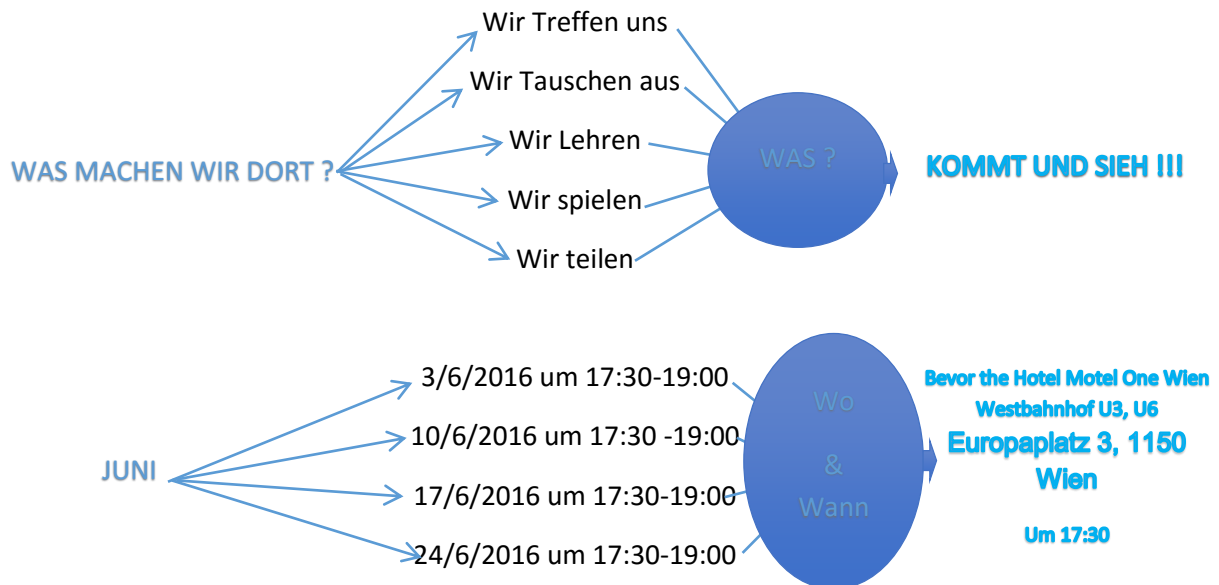 Wir Treffen uns
Wir Tauschen aus
Wir Lehren
Wir spielen
Wir teilen
WAS MACHEN WIR DORT ?
WAS ?
KOMMT UND SIEH !!!
JUNI
3/6/2016 um 17:30-19:00
10/6/2016 um 17:30 -19:00
17/6/2016 um 17:30-19:00
24/6/2016 um 17:30-19:00
Wo
&
Wann
Bevor the Hotel Motel One Wien
Westbahnhof U3, U6
Europaplatz 3, 1150
Wien
Um 17:30